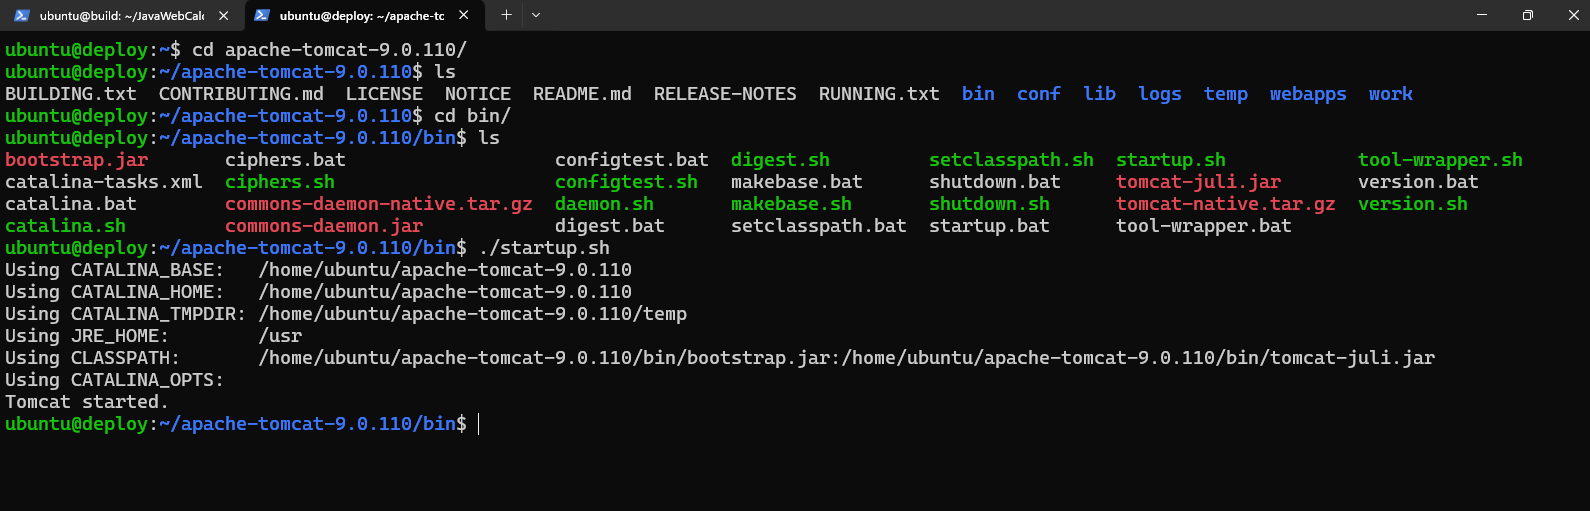 ubuntu@build: ~/JavaWebCalc
ubuntu@deploy: ~/apache-tc
ubuntu@deploy:~$ cd apache-tomcat-9.0.110/
ubuntu@deploy:~/apache-tomcat-9.0.110$ ls
BUILDING.txt  CONTRIBUTING.md  LICENSE  NOTICE  README.md  RELEASE-NOTES  RUNNING.txt  bin  conf  lib  logs  temp  webapps  work
ubuntu@deploy:~/apache-tomcat-9.0.110$ cd bin/
ubuntu@deploy:~/apache-tomcat-9.0.110/bin$ ls
bootstrap.jar       ciphers.bat                   configtest.bat  digest.sh         setclasspath.sh  startup.sh            tool-wrapper.sh
catalina-tasks.xml  ciphers.sh                    configtest.sh   makebase.bat      shutdown.bat     tomcat-juli.jar       version.bat
catalina.bat        commons-daemon-native.tar.gz  daemon.sh       makebase.sh       shutdown.sh      tomcat-native.tar.gz  version.sh
catalina.sh         commons-daemon.jar            digest.bat      setclasspath.bat  startup.bat      tool-wrapper.bat
ubuntu@deploy:~/apache-tomcat-9.0.110/bin$ ./startup.sh
Using CATALINA_BASE:   /home/ubuntu/apache-tomcat-9.0.110
Using CATALINA_HOME:   /home/ubuntu/apache-tomcat-9.0.110
Using CATALINA_TMPDIR: /home/ubuntu/apache-tomcat-9.0.110/temp
Using JRE_HOME:        /usr
Using CLASSPATH:       /home/ubuntu/apache-tomcat-9.0.110/bin/bootstrap.jar:/home/ubuntu/apache-tomcat-9.0.110/bin/tomcat-juli.jar
Using CATALINA_OPTS:
Tomcat started.
ubuntu@deploy:~/apache-tomcat-9.0.110/bin$